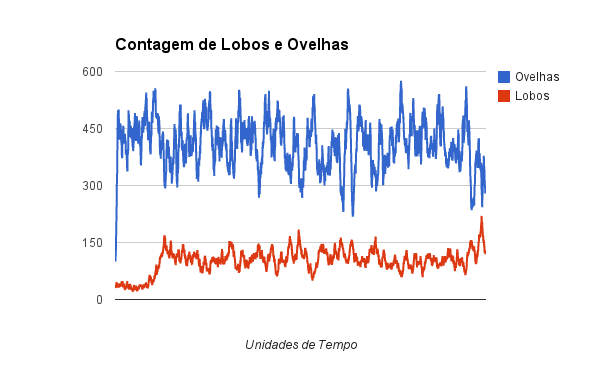 Contagem de Lobos e Ovelhas
600
450
300
150
0
Ovelhas
Lobos
Unidades de Tempo